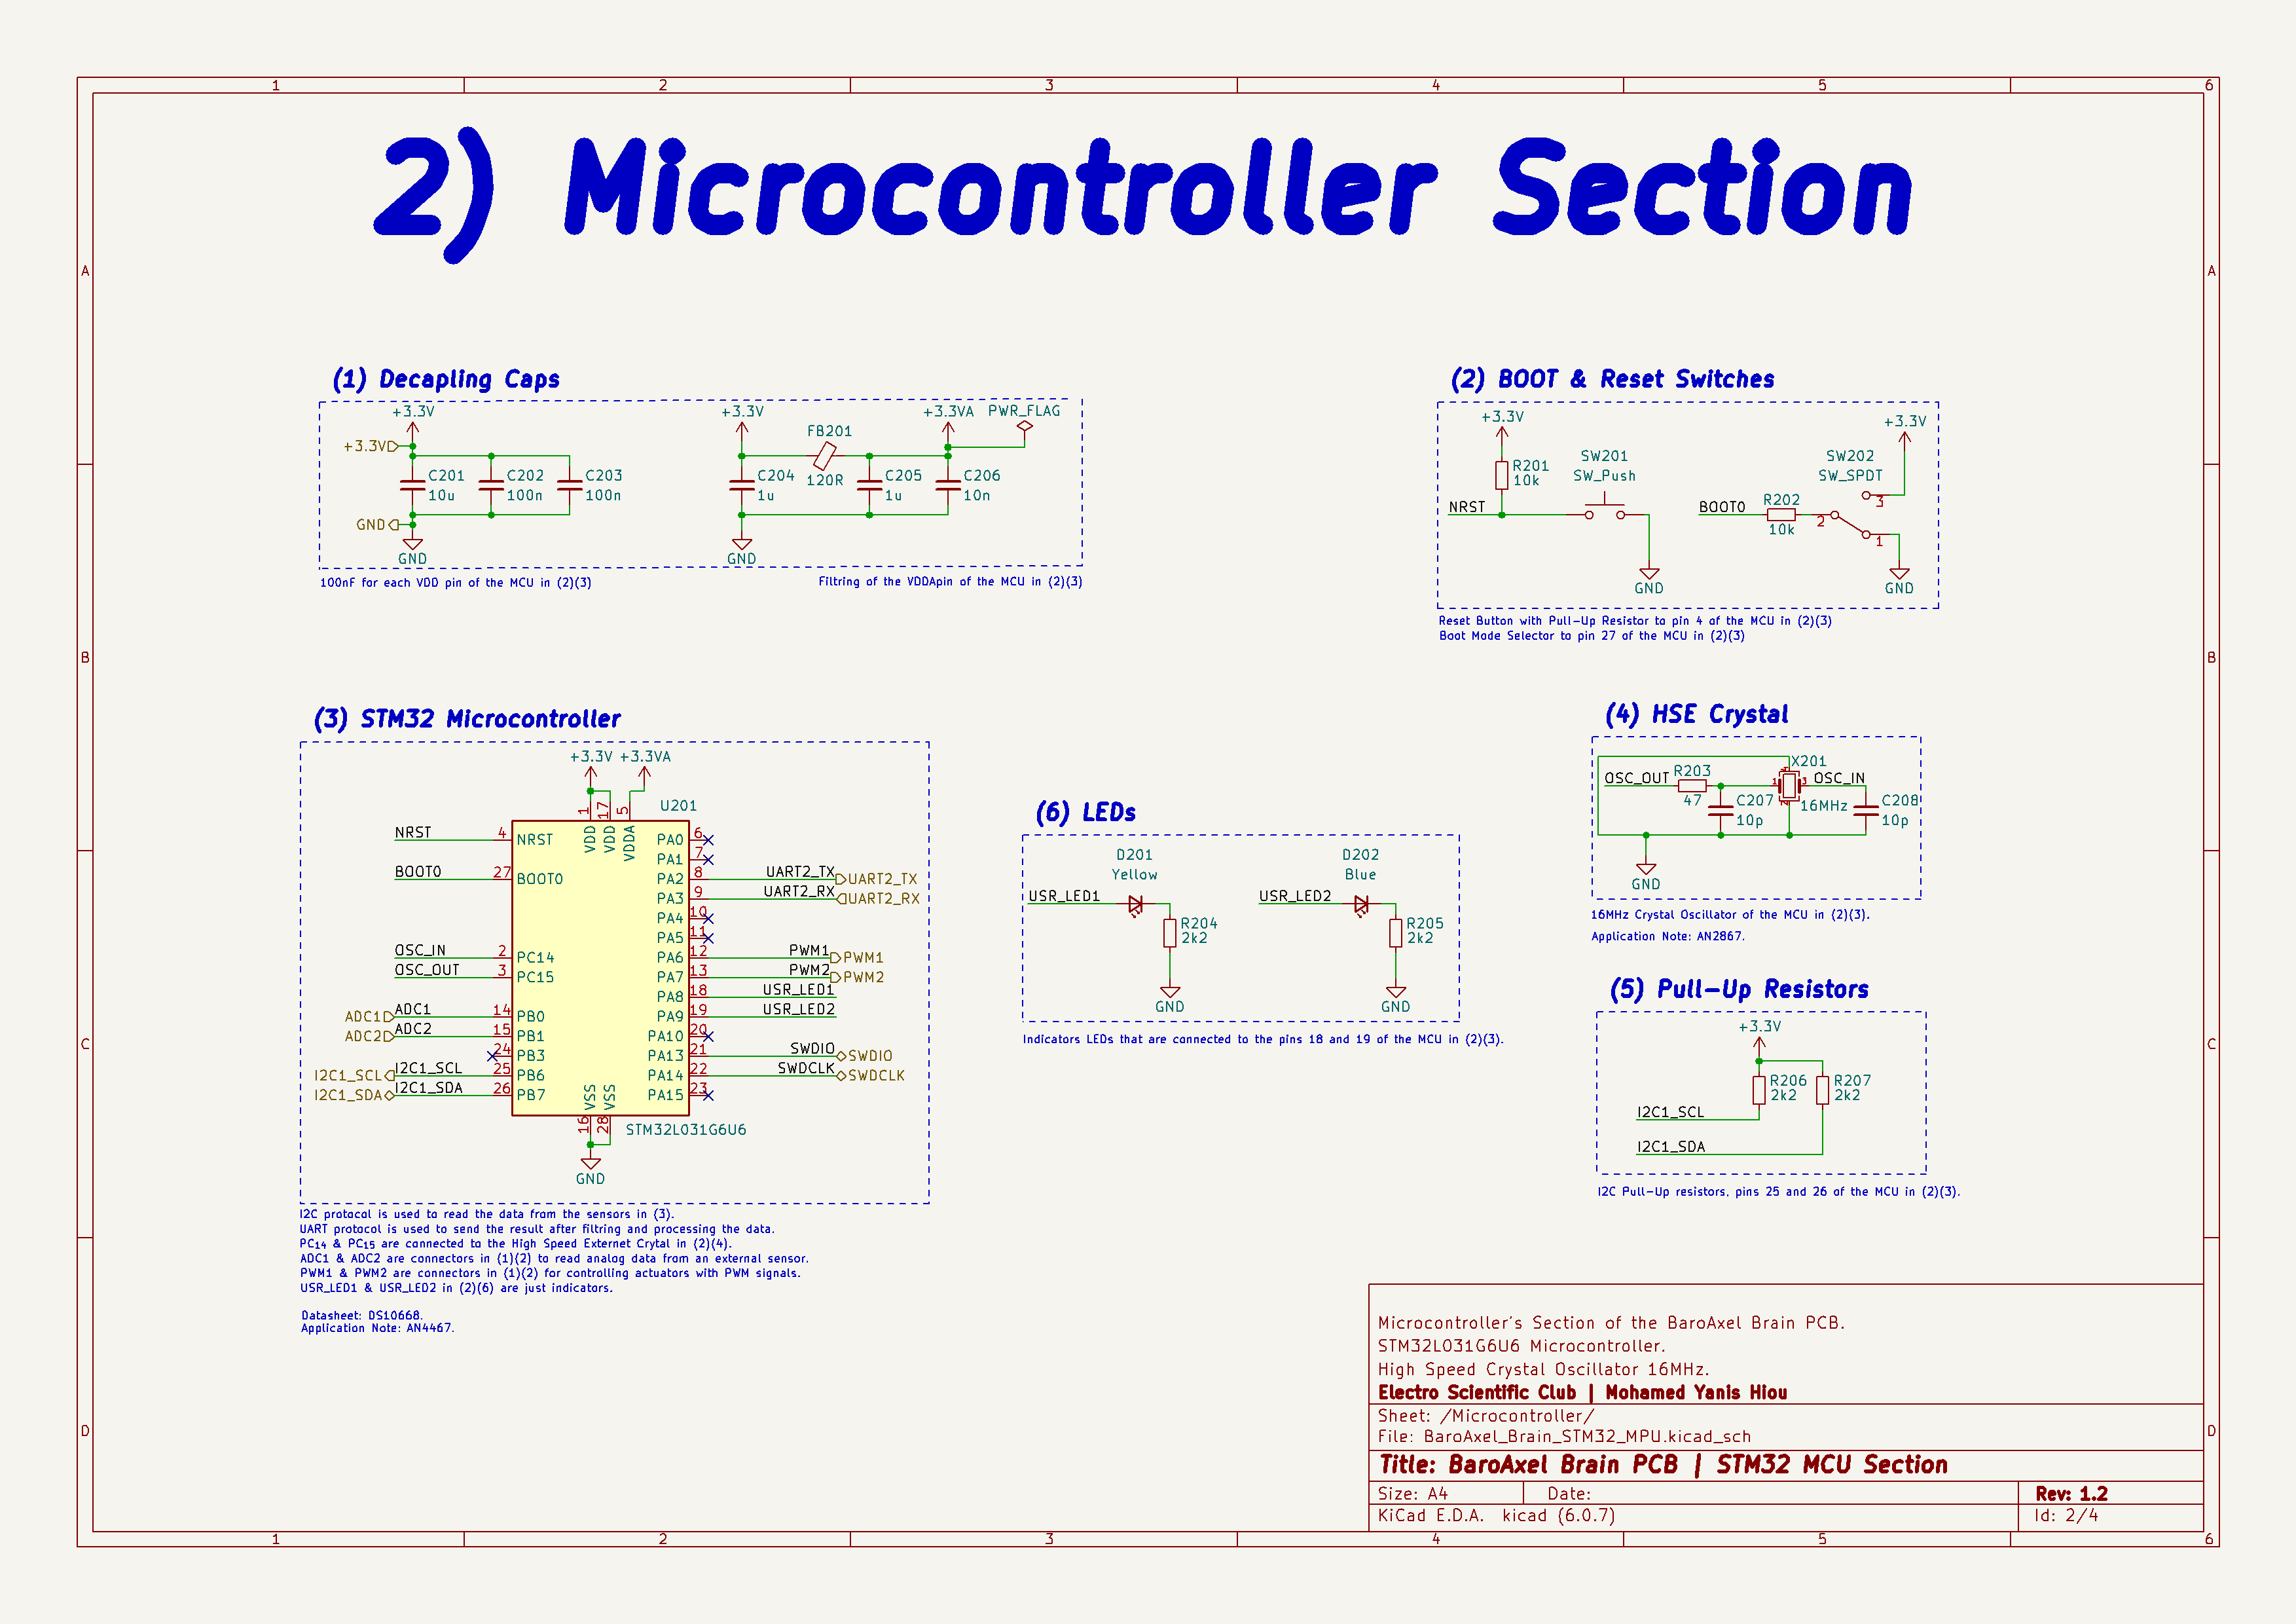 1 2 3 4 5 6
2) Microcontroller Section
A A
(1) Decapling Caps
+3.3V +3.3V +3.3VA PWR_FLAG
+3.3V FB201
C201 C202 C203 C204 120R C205 C206
10u 100n 100n 1u 1u 10n
GND
GND GND
100nF for each VDD pin of the MCU in (2)(3) Filtring of the VDDApin of the MCU in (2)(3)
(2) BOOT & Reset Switches
+3.3V +3.3V
R201 SW201 SW202
10k SW_Push SW_SPDT
NRST BOOT0 R202 3
10k 2 1
GND GND
Reset Button with Pull-Up Resistor to pin 4 of the MCU in (2)(3)
Boot Mode Selector to pin 27 of the MCU in (2)(3)
B B
(3) STM32 Microcontroller
+3.3V +3.3VA
U201
1 17 5
VDD VDD VDDA
NRST 4 NRST PA0 6
PA1 7
BOOT0 27 BOOT0 PA2 8 UART2_TX UART2_TX
PA3 9 UART2_RX UART2_RX
PA4 10
PA5 11
OSC_IN 2 PC14 PA6 12 PWM1 PWM1
OSC_OUT 3 PC15 PA7 13 PWM2 PWM2
PA8 18 USR_LED1
ADC1 ADC1 14 PB0 PA9 19 USR_LED2
ADC2 ADC2 15 PB1 PA10 20
24 PB3 PA13 21 SWDIO SWDIO
I2C1_SCL I2C1_SCL 25 PB6 PA14 22 SWDCLK SWDCLK
I2C1_SDA I2C1_SDA 26 PB7 PA15 23
VSS VSS
16 28
STM32L031G6U6
GND
I2C protocol is used to read the data from the sensors in (3).
UART protocol is used to send the result after filtring and processing the data.
PC14 & PC15 are connected to the High Speed Externet Crytal in (2)(4).
ADC1 & ADC2 are connectors in (1)(2) to read analog data from an external sensor.
PWM1 & PWM2 are connectors in (1)(2) for controlling actuators with PWM signals.
USR_LED1 & USR_LED2 in (2)(6) are just indicators.
Datasheet: DS10668.
Application Note: AN4467.
(6) LEDs
D201 D202
Yellow Blue
USR_LED1 USR_LED2
R204 R205
2k2 2k2
GND GND
Indicators LEDs that are connected to the pins 18 and 19 of the MCU in (2)(3).
(4) HSE Crystal
X201
OSC_OUT R203 1 4 3 OSC_IN
47 C207 2 16MHz C208
10p 10p
GND
16MHz Crystal Oscillator of the MCU in (2)(3).
Application Note: AN2867.
(5) Pull-Up Resistors
+3.3V
R206 R207
2k2 2k2
I2C1_SCL
I2C1_SDA
I2C Pull-Up resistors, pins 25 and 26 of the MCU in (2)(3).
C C
Microcontroller's Section of the BaroAxel Brain PCB.
STM32L031G6U6 Microcontroller.
High Speed Crystal Oscillator 16MHz.
Electro Scientific Club | Mohamed Yanis Hiou
Sheet: /Microcontroller/
File: BaroAxel_Brain_STM32_MPU.kicad_sch
Title: BaroAxel Brain PCB | STM32 MCU Section
Size: A4 Date: Rev: 1.2
KiCad E.D.A. kicad (6.0.7) Id: 2/4
D D
1 2 3 4 5 6